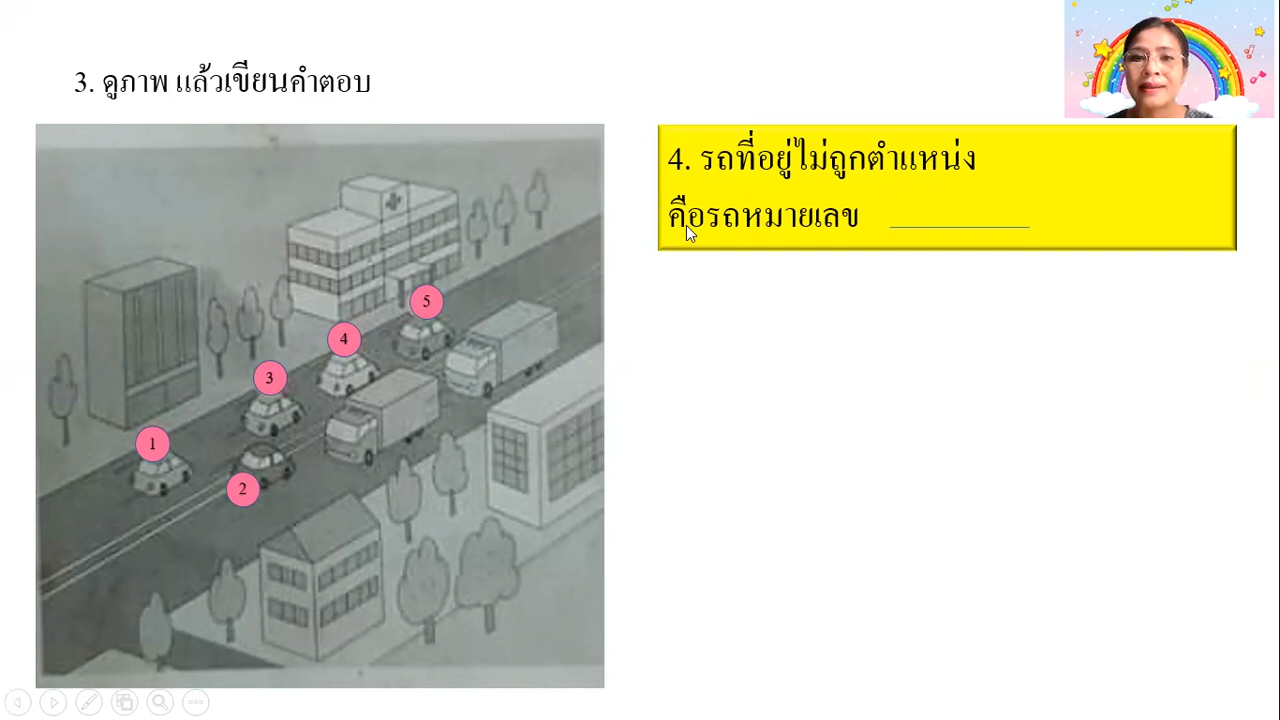 3. ดูภาพ แล้วเขียนคำตอบ
4. รถที่อยู่ไม่ถูกตำแหน่ง
คือรถหมายเลข
5
4
3
1
2